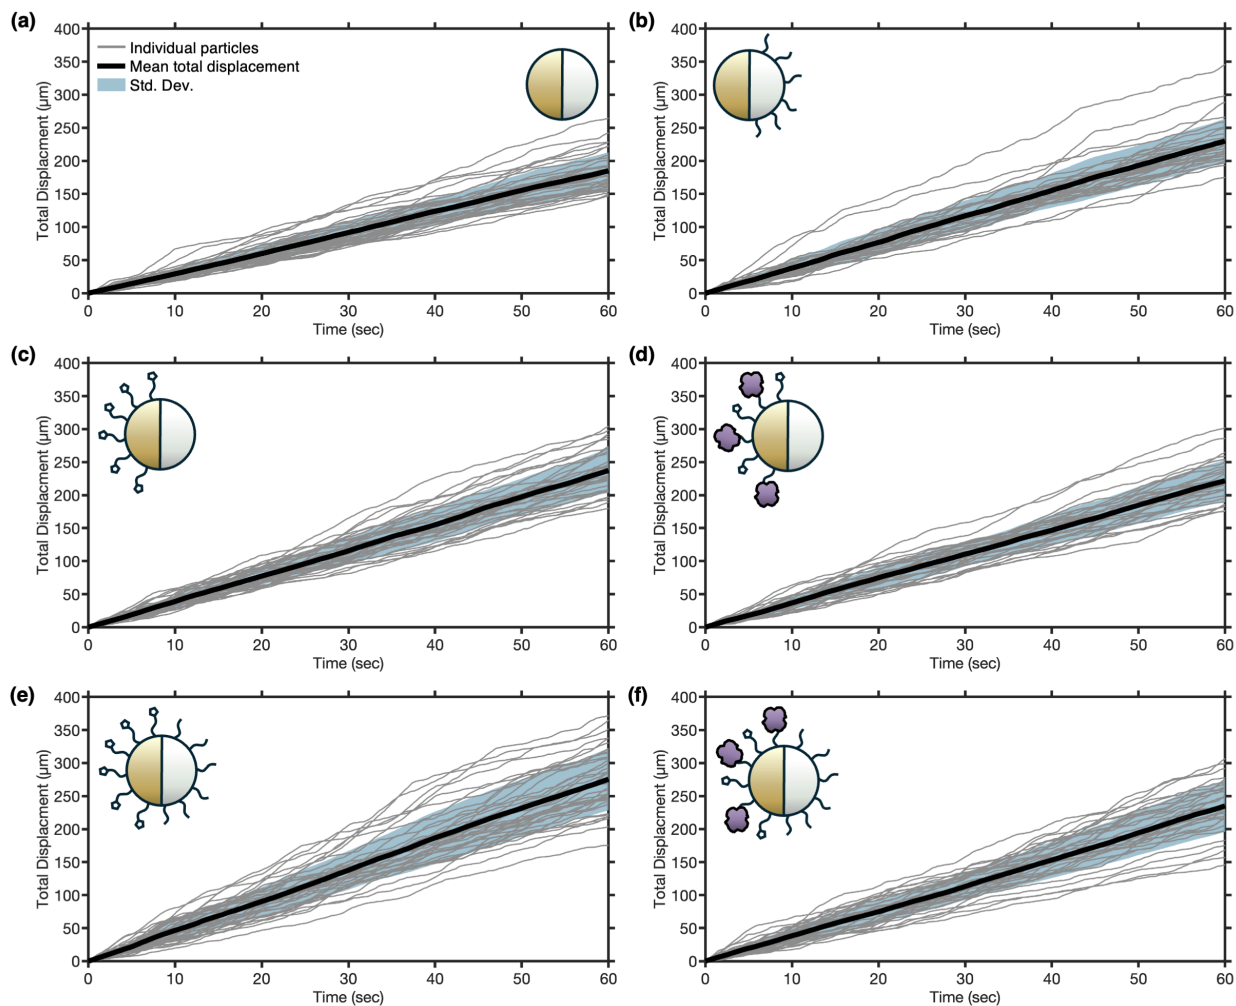 (a)
400
350
300
250
200
150
100
50
0
Total Displacment (µm)
Individual particles
Mean total displacement
Std. Dev.
0 10 20 30 40 50 60
Time (sec)
(b)
400
350
300
250
200
150
100
50
0
Total Displacment (µm)
0 10 20 30 40 50 60
Time (sec)
(c)
400
350
300
250
200
150
100
50
0
Total Displacment (µm)
0 10 20 30 40 50 60
Time (sec)
(d)
400
350
300
250
200
150
100
50
0
Total Displacment (µm)
0 10 20 30 40 50 60
Time (sec)
(e)
400
350
300
250
200
150
100
50
0
Total Displacment (µm)
0 10 20 30 40 50 60
Time (sec)
(f)
400
350
300
250
200
150
100
50
0
Total Displacment (µm)
0 10 20 30 40 50 60
Time (sec)